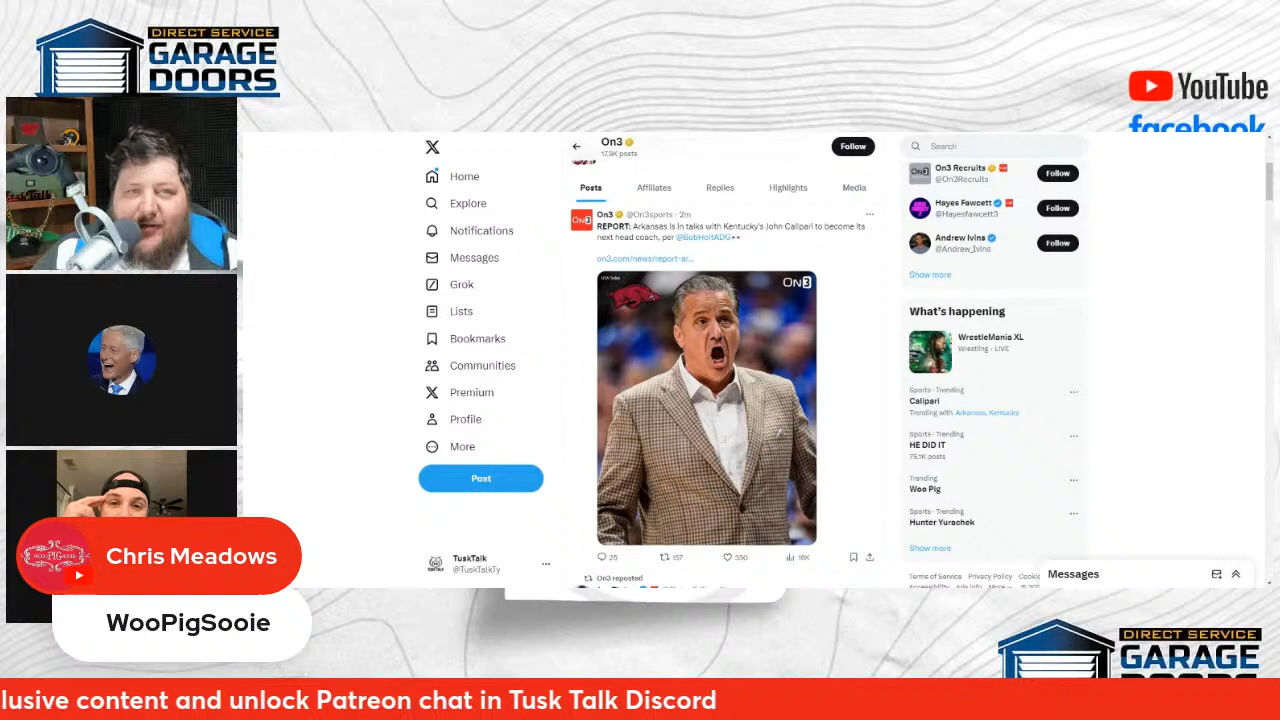 DIRECT SERVICE
GARAGE
DOORS
YouTube
facebook
On3
17.9K posts
Follow
Search
Home
Explore
Notifications
Messages
Grok
Lists
Bookmarks
Communities
Premium
Profile
More
Post
TuskTalk
@TuskTalkTy
Posts
Affiliates
Replies
Highlights
Media
On3 @On3sports · 2m
REPORT: Arkansas is in talks with Kentucky's John Calipari to become its
next head coach, per @BobHoltADG
on3.com/news/report-ar...
USA Today
ON3
25
157
350
16K
On3 reposted
On3 Recruits
@On3Recruits
Follow
Hayes Fawcett
@Hayesfawcett3
Follow
Andrew Ivins
@Andrew_Ivins
Follow
Show more
What's happening
WrestleMania XL
Wrestling · LIVE
Sports · Trending
Calipari
Trending with Arkansas, Kentucky
Sports · Trending
HE DID IT
75.1K posts
Trending
Woo Pig
Sports · Trending
Hunter Yurachek
Show more
Terms of Service Privacy Policy Cookie
Messages
Chris Meadows
WooPigSooie
DIRECT SERVICE
GARAGE
lusive content and unlock Patreon chat in Tusk Talk Discord